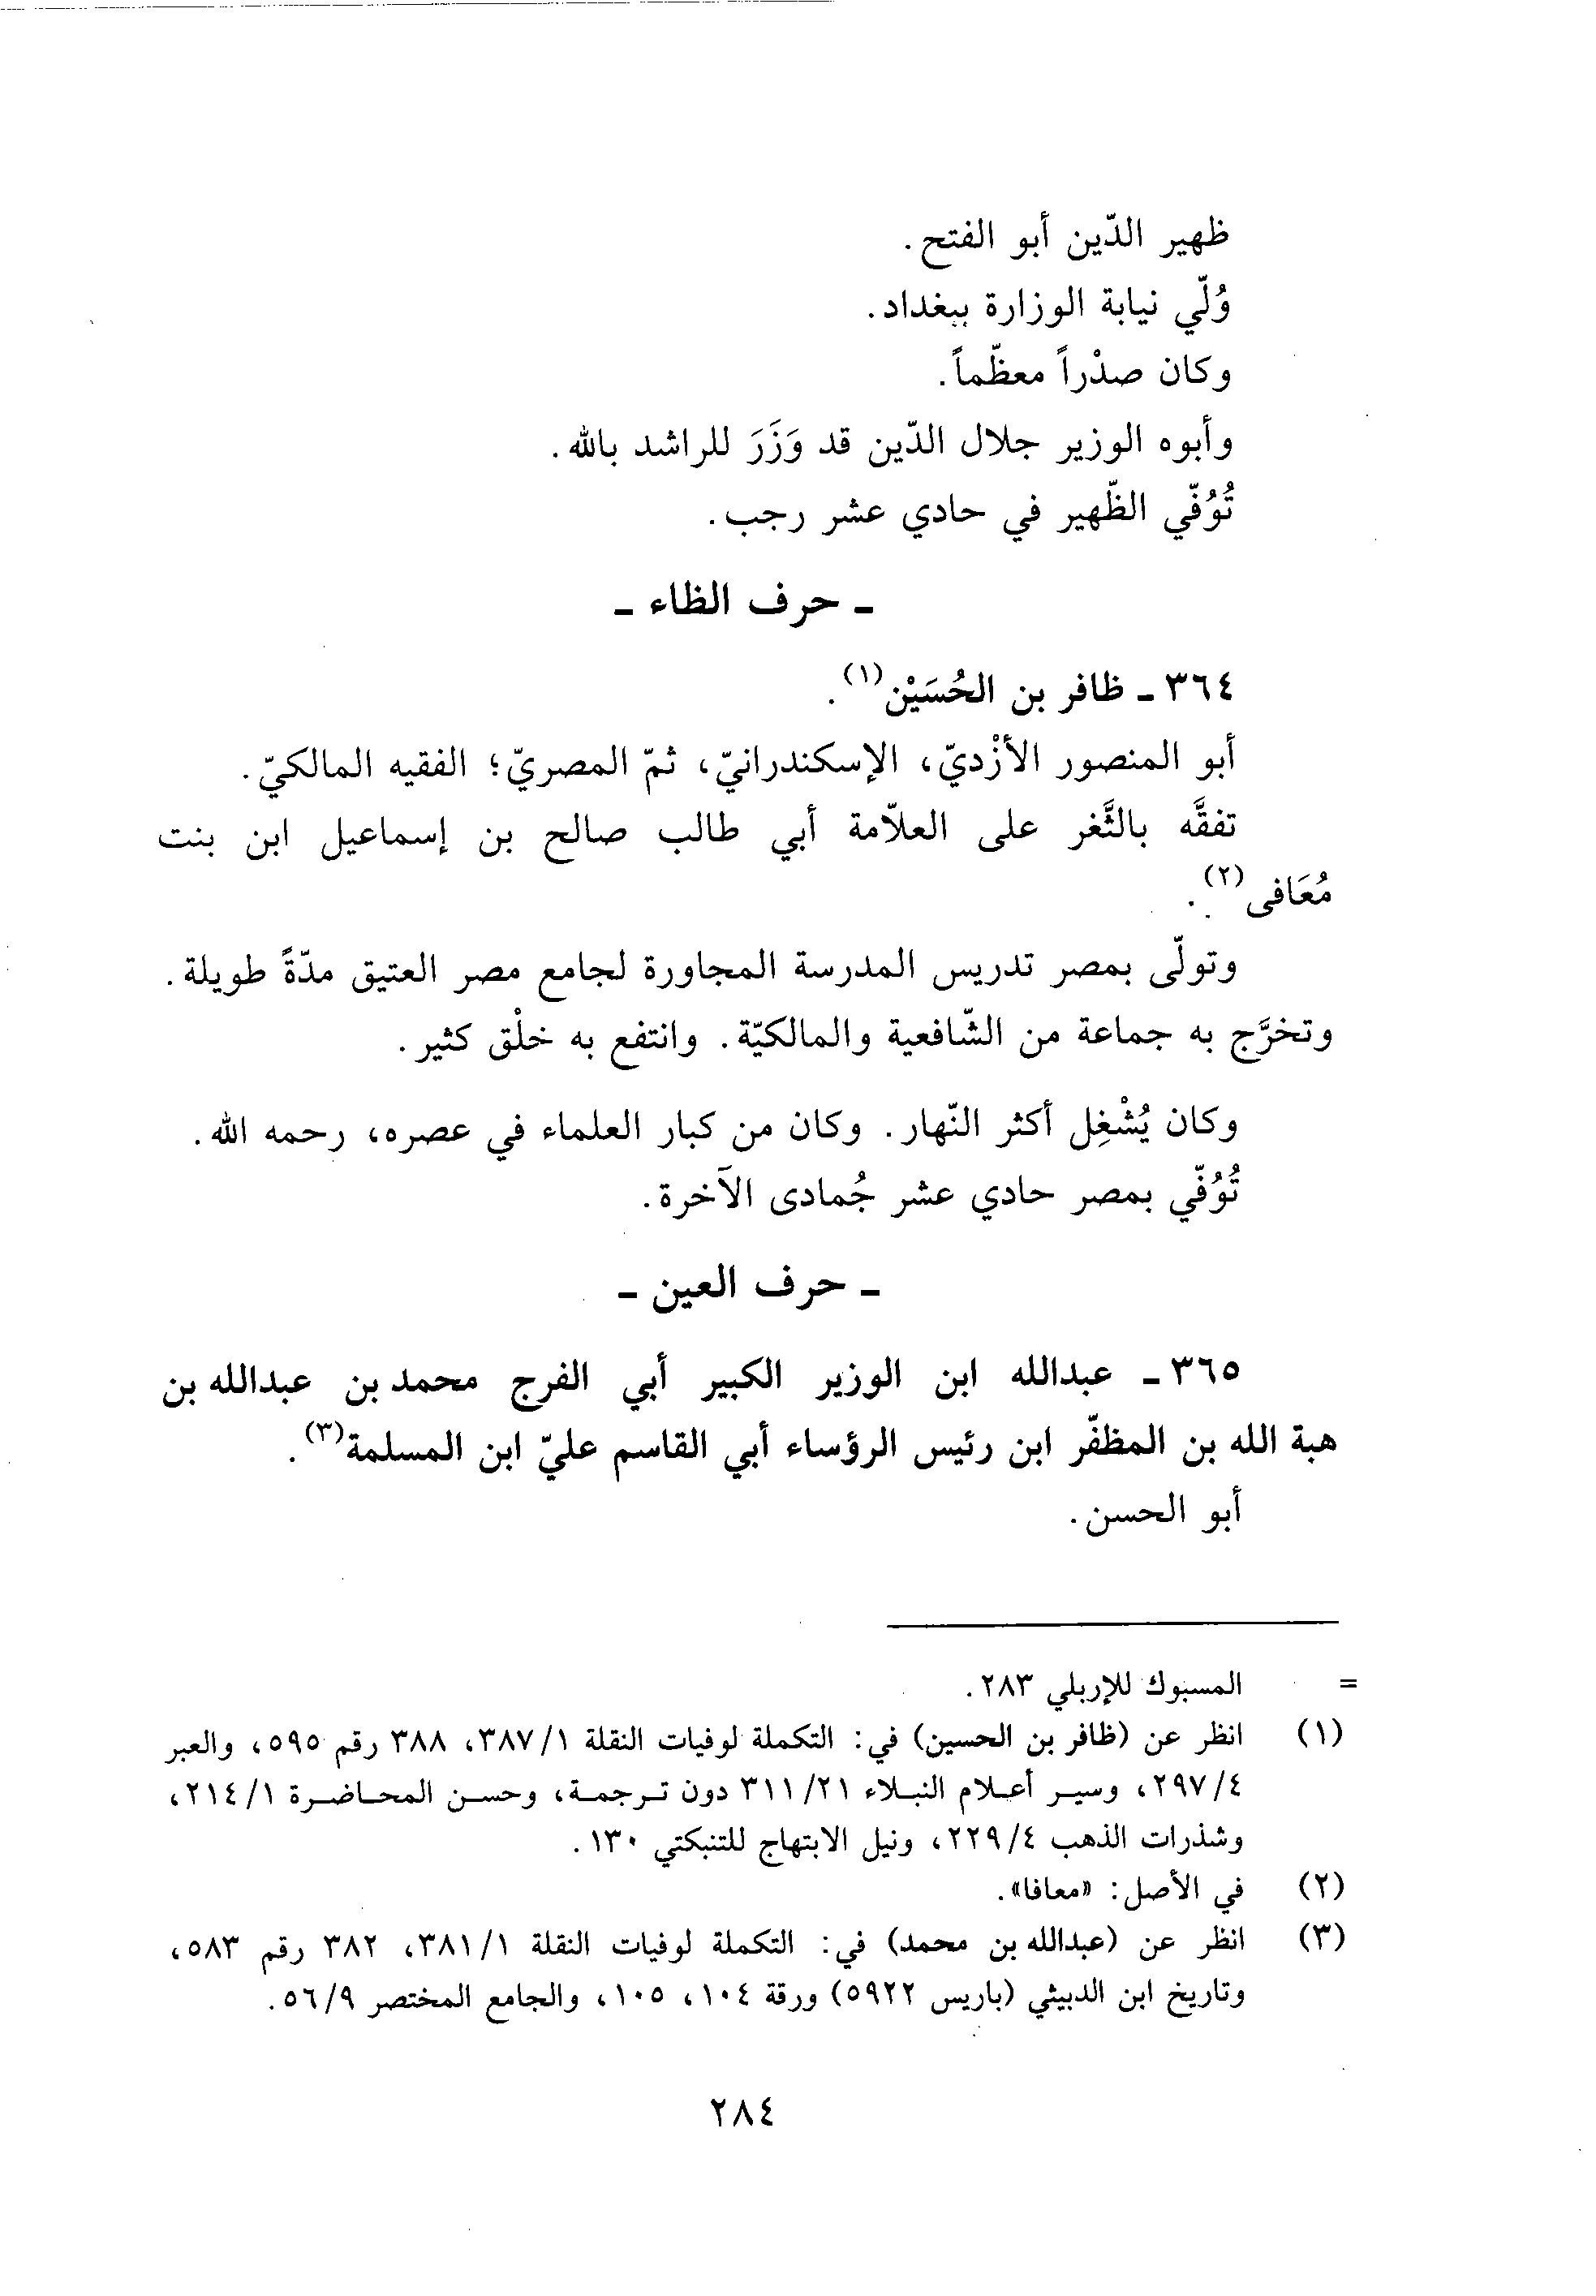 ظهير الدّين أبو الفتح.
وُلّي نيابة الوزارة ببغداد.
وكان صدْراً معظّماً.
وأبوه الوزير جلال الدّين قد وَزَرَ للراشد بالله.
تُوُفّي الظّهير في حادي عشر رجب.
ـ حرف الظاء ـ
٣٦٤ ـ ظافر بن الحُسَيْن(١).
أبو المنصور الأزْديّ، الإسكندرانيّ، ثمّ المصريّ؛ الفقيه المالكيّ.
تفقَّه بالثَّغر على العلاّمة أبي طالب صالح بن إسماعيل ابن بنت
مُعَافى(٢).
وتولّى بمصر تدريس المدرسة المجاورة لجامع مصر العتيق مدّةً طويلة.
وتخرَّج به جماعة من الشّافعية والمالكيّة. وانتفع به خلْق كثير.
وكان يُشْغِل أكثر النّهار. وكان من كبار العلماء في عصره، رحمه الله.
تُوُفّي بمصر حادي عشر جُمادى الآخرة.
ـ حرف العين ـ
٣٦٥ ـ عبدالله ابن الوزير الكبير أبي الفرج محمد بن عبدالله بن
هبة الله بن المظفّر ابن رئيس الرؤساء أبي القاسم عليّ ابن المسلمة(٣).
أبو الحسن.
= المسبوك للإربلي ٢٨٣.
(١) انظر عن (ظافر بن الحسين) في: التكملة لوفيات النقلة ٣٨٧/١، ٣٨٨ رقم ٥٩٥، والعبر
٢٩٧/٤، وسير أعلام النبلاء ٣١١/٢١ دون ترجمة، وحسن المحاضرة ٢١٤/١،
وشذرات الذهب ٢٢٩/٤، ونيل الابتهاج للتنبكتي ١٣٠.
(٢) في الأصل: «معافا».
(٣) انظر عن (عبدالله بن محمد) في: التكملة لوفيات النقلة ٣٨١/١، ٣٨٢ رقم ٥٨٣،
وتاريخ ابن الدبيثي (باريس ٥٩٢٢) ورقة ١٠٤، ١٠٥، والجامع المختصر ٥٦/٩.
٢٨٤